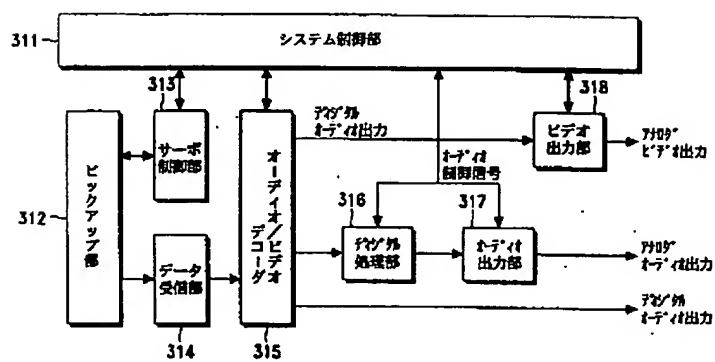 311
システム制御部
313
318
サーボ
制御部
ディジタル
オーディオ出力
ビデオ
出力部
アナログ
ビデオ出力
オーディオ
制御信号
312
ピックアップ部
オーディオ/ビデオ
デコーダ
316
317
ディジタル
処理部
オーディオ
出力部
アナログ
オーディオ出力
データ
受信部
ディジタル
オーディオ出力
314
315